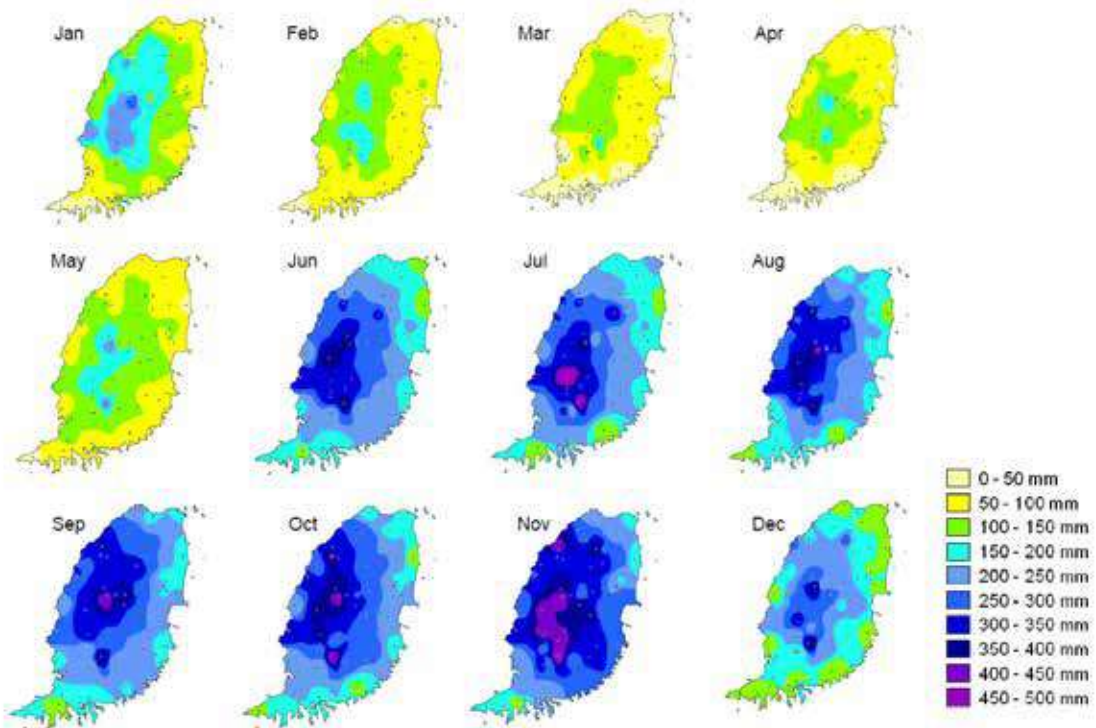 Jan
Feb
Mar
Apr
May
Jun
Jul
Aug
Sep
Oct
Nov
Dec
0 - 50 mm
50 - 100 mm
100 - 150 mm
150 - 200 mm
200 - 250 mm
250 - 300 mm
300 - 350 mm
350 - 400 mm
400 - 450 mm
450 - 500 mm